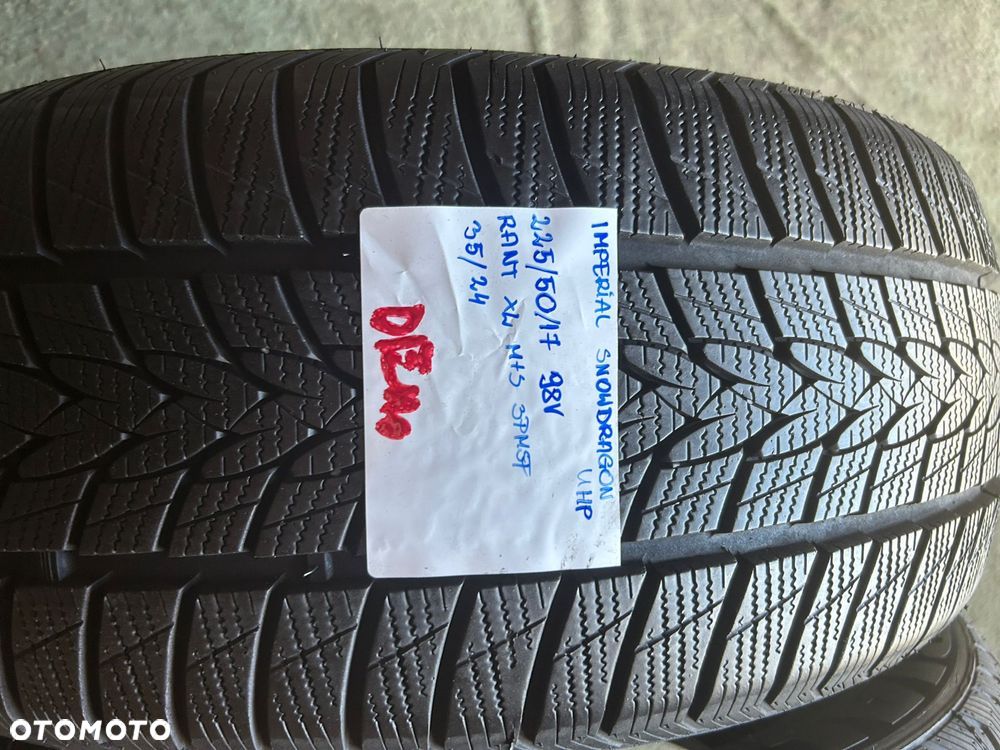 IMPERIAL SNOWDRAGON
UHP
225/50/17 98V
RANT XL M+S 3PMSF
35/24
DEMO
OTOMOTO